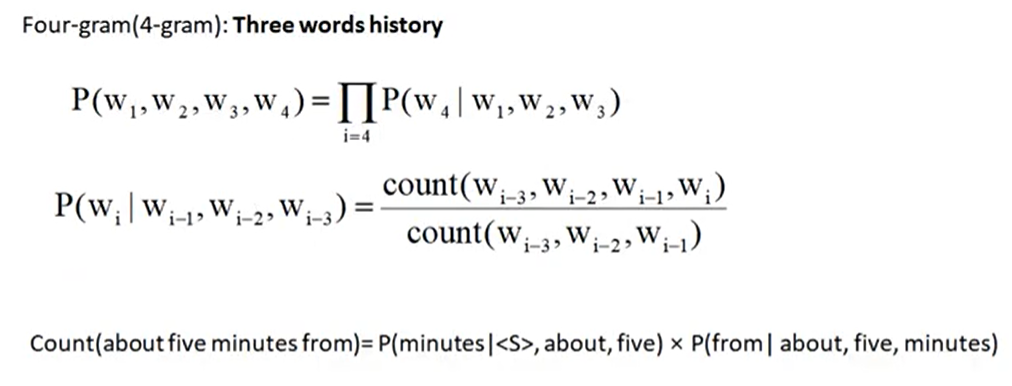 Four-gram(4-gram): Three words history
P(w₁, w₂, w₃, w₄) = ∏ P(w₄ | w₁, w₂, w₃)
i=4
P(wᵢ | wᵢ₋₁, wᵢ₋₂, wᵢ₋₃) = count(wᵢ₋₃, wᵢ₋₂, wᵢ₋₁, wᵢ)
count(wᵢ₋₃, wᵢ₋₂, wᵢ₋₁)
Count(about five minutes from)= P(minutes|<S>, about, five) × P(from| about, five, minutes)